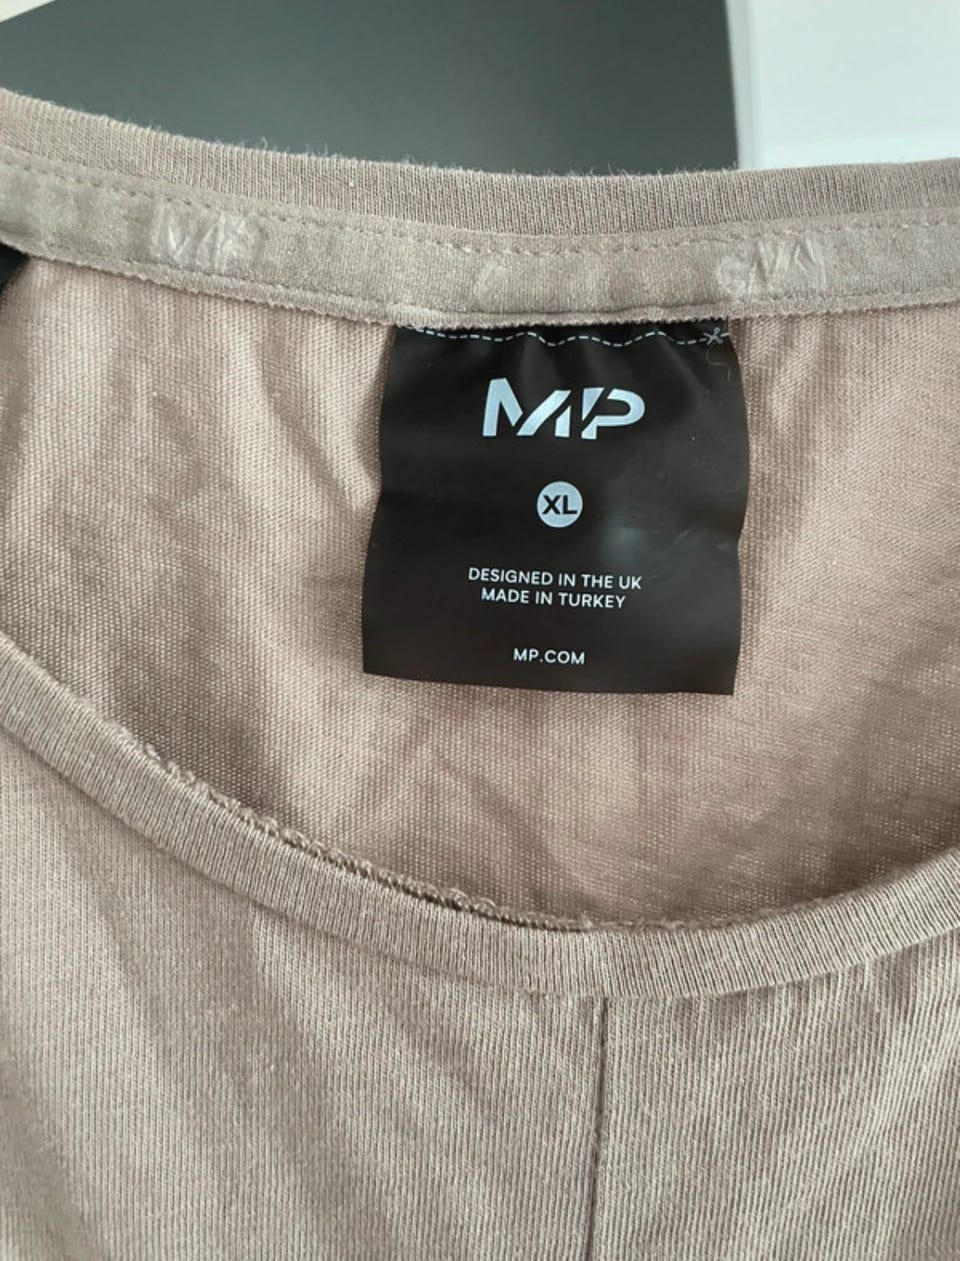 MP
XL
DESIGNED IN THE UK
MADE IN TURKEY
MP.COM